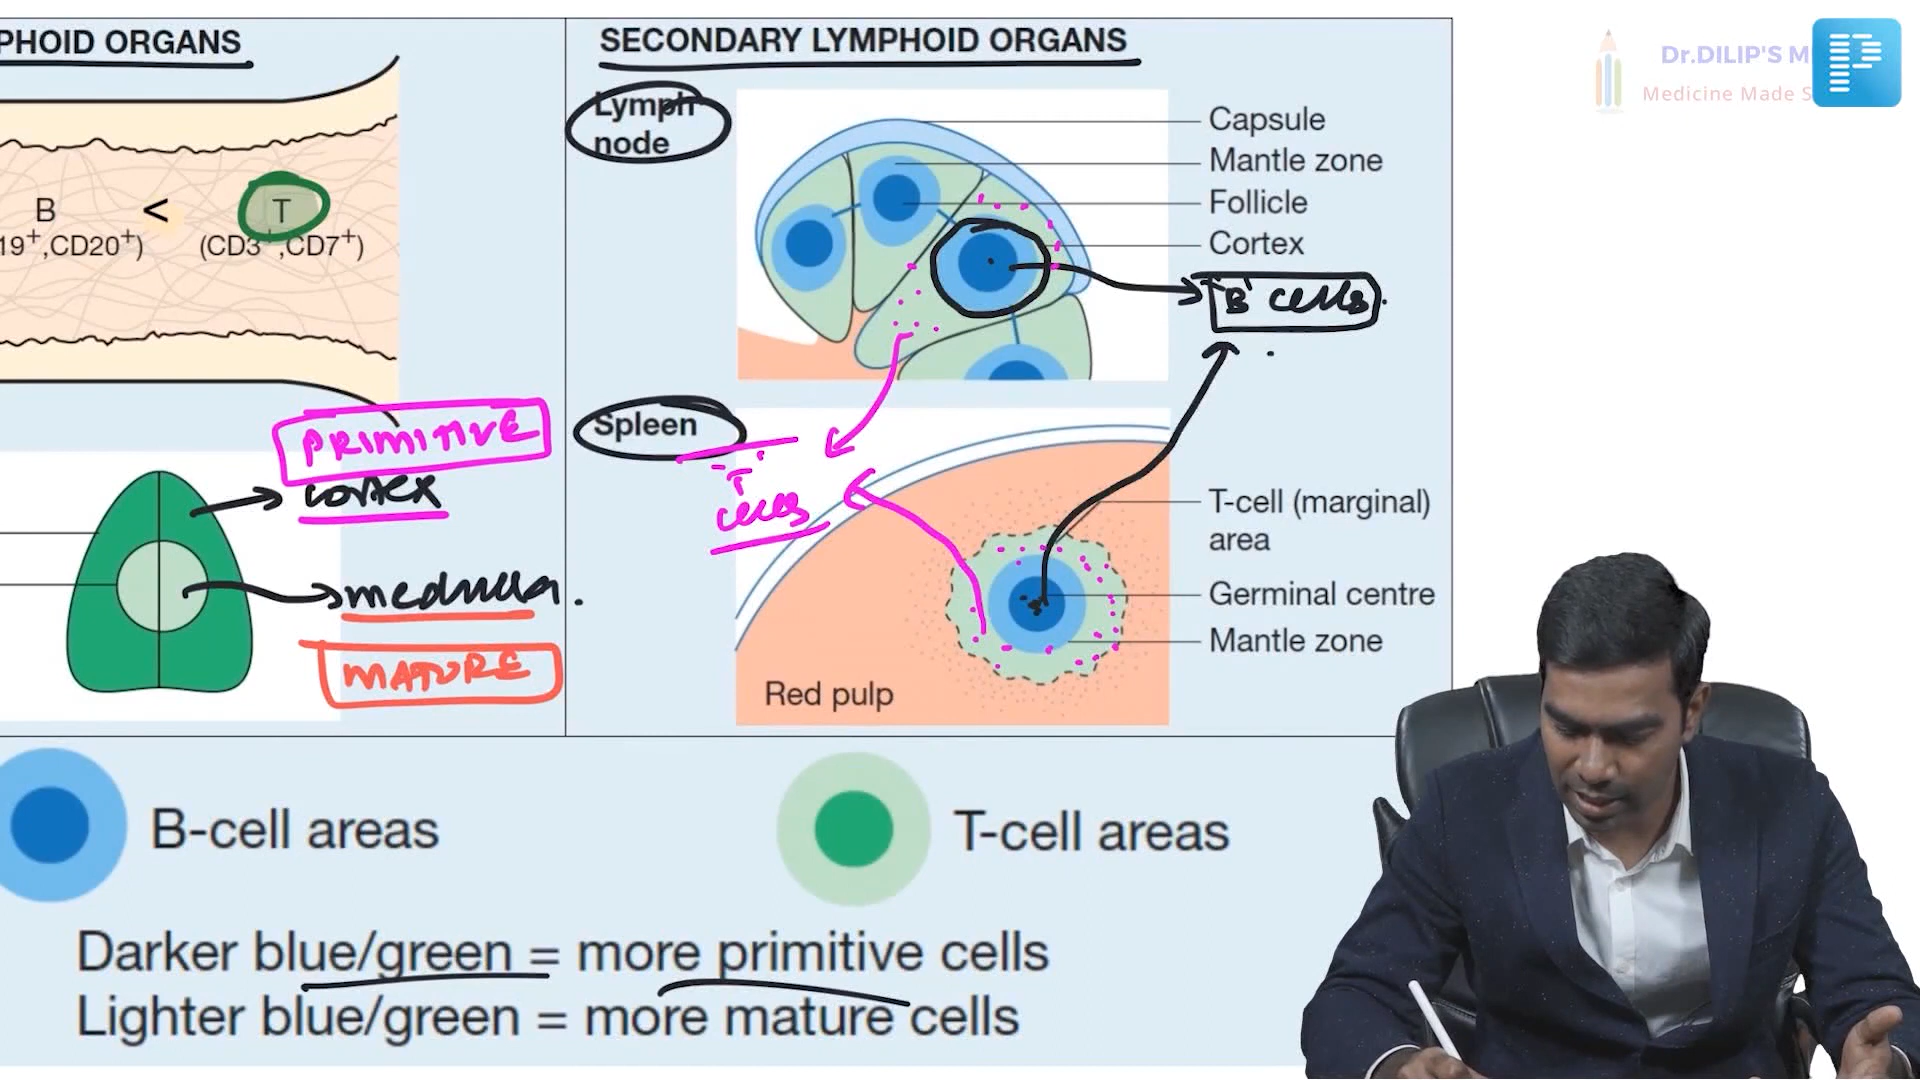 PHOID ORGANS
B < T
19+,CD20+) (CD3+,CD7+)
PRIMITIVE
cortex
medulla.
MATURE
SECONDARY LYMPHOID ORGANS
Lymph
node
Capsule
Mantle zone
Follicle
Cortex
'B' cells.
Spleen
'T'
cells
T-cell (marginal)
area
Germinal centre
Mantle zone
Red pulp
B-cell areas
T-cell areas
Darker blue/green = more primitive cells
Lighter blue/green = more mature cells
Dr.DILIP'S M
Medicine Made S
P